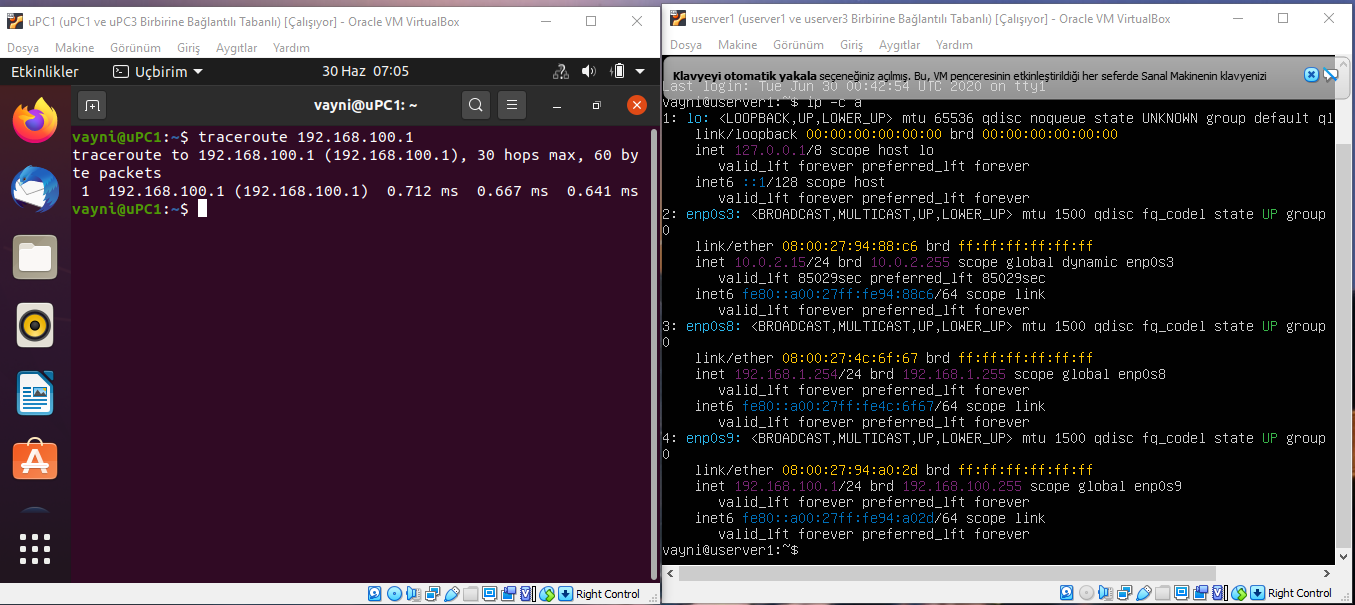 uPC1 (uPC1 ve uPC3 Birbirine Bağlantılı Tabanlı) [Çalışıyor] - Oracle VM VirtualBox
Dosya Makine Görünüm Giriş Aygıtlar Yardım
Etkinlikler Uçbirim 30 Haz 07:05
vayni@uPC1: ~
vayni@uPC1:~$ traceroute 192.168.100.1
traceroute to 192.168.100.1 (192.168.100.1), 30 hops max, 60 by
te packets
1 192.168.100.1 (192.168.100.1) 0.712 ms 0.667 ms 0.641 ms
vayni@uPC1:~$
Right Control
userver1 (userver1 ve userver3 Birbirine Bağlantılı Tabanlı) [Çalışıyor] - Oracle VM VirtualBox
Dosya Makine Görünüm Giriş Aygıtlar Yardım
Klavyeyi otomatik yakala seçeneğiniz açılmış. Bu, VM penceresinin etkinleştirildiği her seferde Sanal Makinenin klavyenizi
Last login: Tue Jun 30 00:42:54 UTC 2020 on tty1
vayni@userver1:~$ ip -c a
1: lo: <LOOPBACK,UP,LOWER_UP> mtu 65536 qdisc noqueue state UNKNOWN group default ql
link/loopback 00:00:00:00:00:00 brd 00:00:00:00:00:00
inet 127.0.0.1/8 scope host lo
valid_lft forever preferred_lft forever
inet6 ::1/128 scope host
valid_lft forever preferred_lft forever
2: enp0s3: <BROADCAST,MULTICAST,UP,LOWER_UP> mtu 1500 qdisc fq_codel state UP group
0
link/ether 08:00:27:94:88:c6 brd ff:ff:ff:ff:ff:ff
inet 10.0.2.15/24 brd 10.0.2.255 scope global dynamic enp0s3
valid_lft 85029sec preferred_lft 85029sec
inet6 fe80::a00:27ff:fe94:88c6/64 scope link
valid_lft forever preferred_lft forever
3: enp0s8: <BROADCAST,MULTICAST,UP,LOWER_UP> mtu 1500 qdisc fq_codel state UP group
0
link/ether 08:00:27:4c:6f:67 brd ff:ff:ff:ff:ff:ff
inet 192.168.1.254/24 brd 192.168.1.255 scope global enp0s8
valid_lft forever preferred_lft forever
inet6 fe80::a00:27ff:fe4c:6f67/64 scope link
valid_lft forever preferred_lft forever
4: enp0s9: <BROADCAST,MULTICAST,UP,LOWER_UP> mtu 1500 qdisc fq_codel state UP group
0
link/ether 08:00:27:94:a0:2d brd ff:ff:ff:ff:ff:ff
inet 192.168.100.1/24 brd 192.168.100.255 scope global enp0s9
valid_lft forever preferred_lft forever
inet6 fe80::a00:27ff:fe94:a02d/64 scope link
valid_lft forever preferred_lft forever
vayni@userver1:~$
Right Control